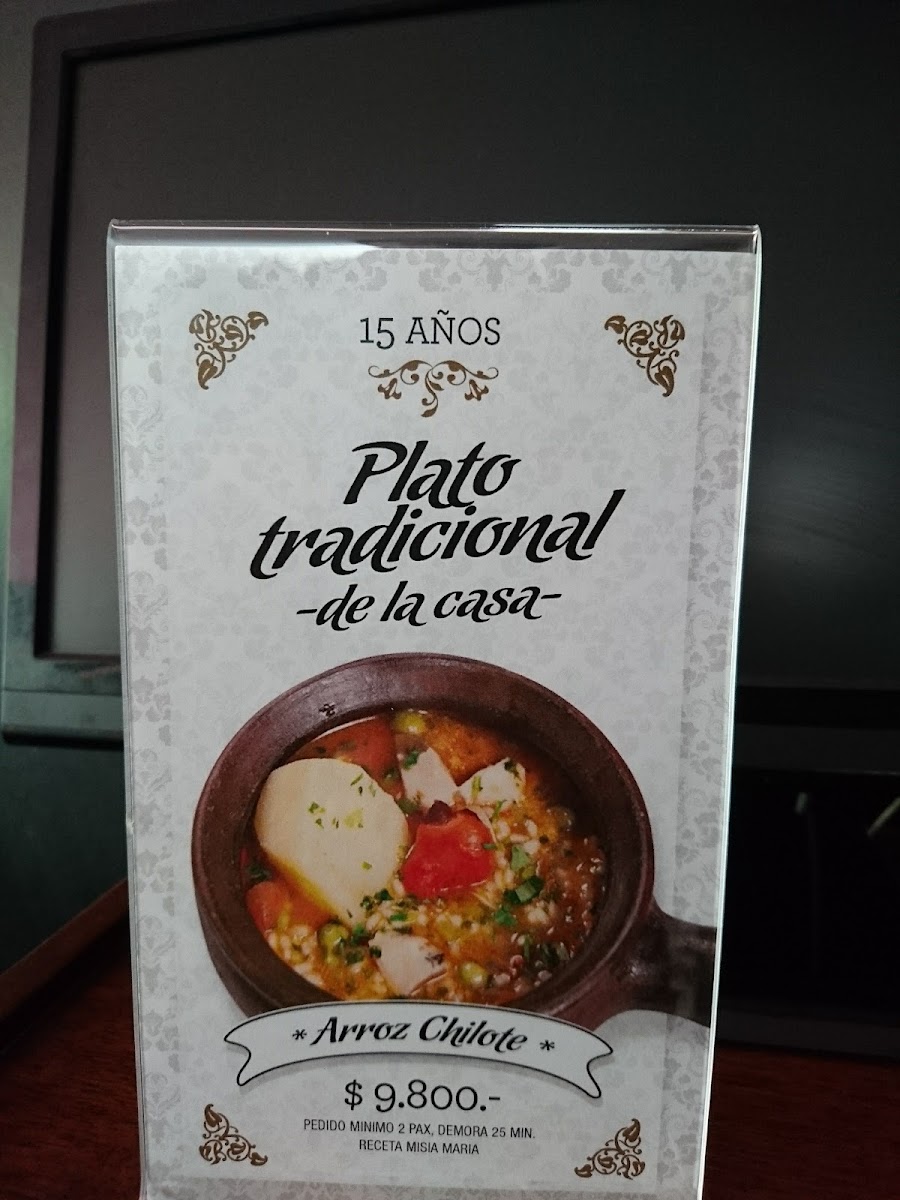 15 AÑOS
Plato
tradicional
-de la casa-
* Arroz Chilote *
$ 9.800.-
PEDIDO MINIMO 2 PAX, DEMORA 25 MIN.
RECETA MISIA MARIA